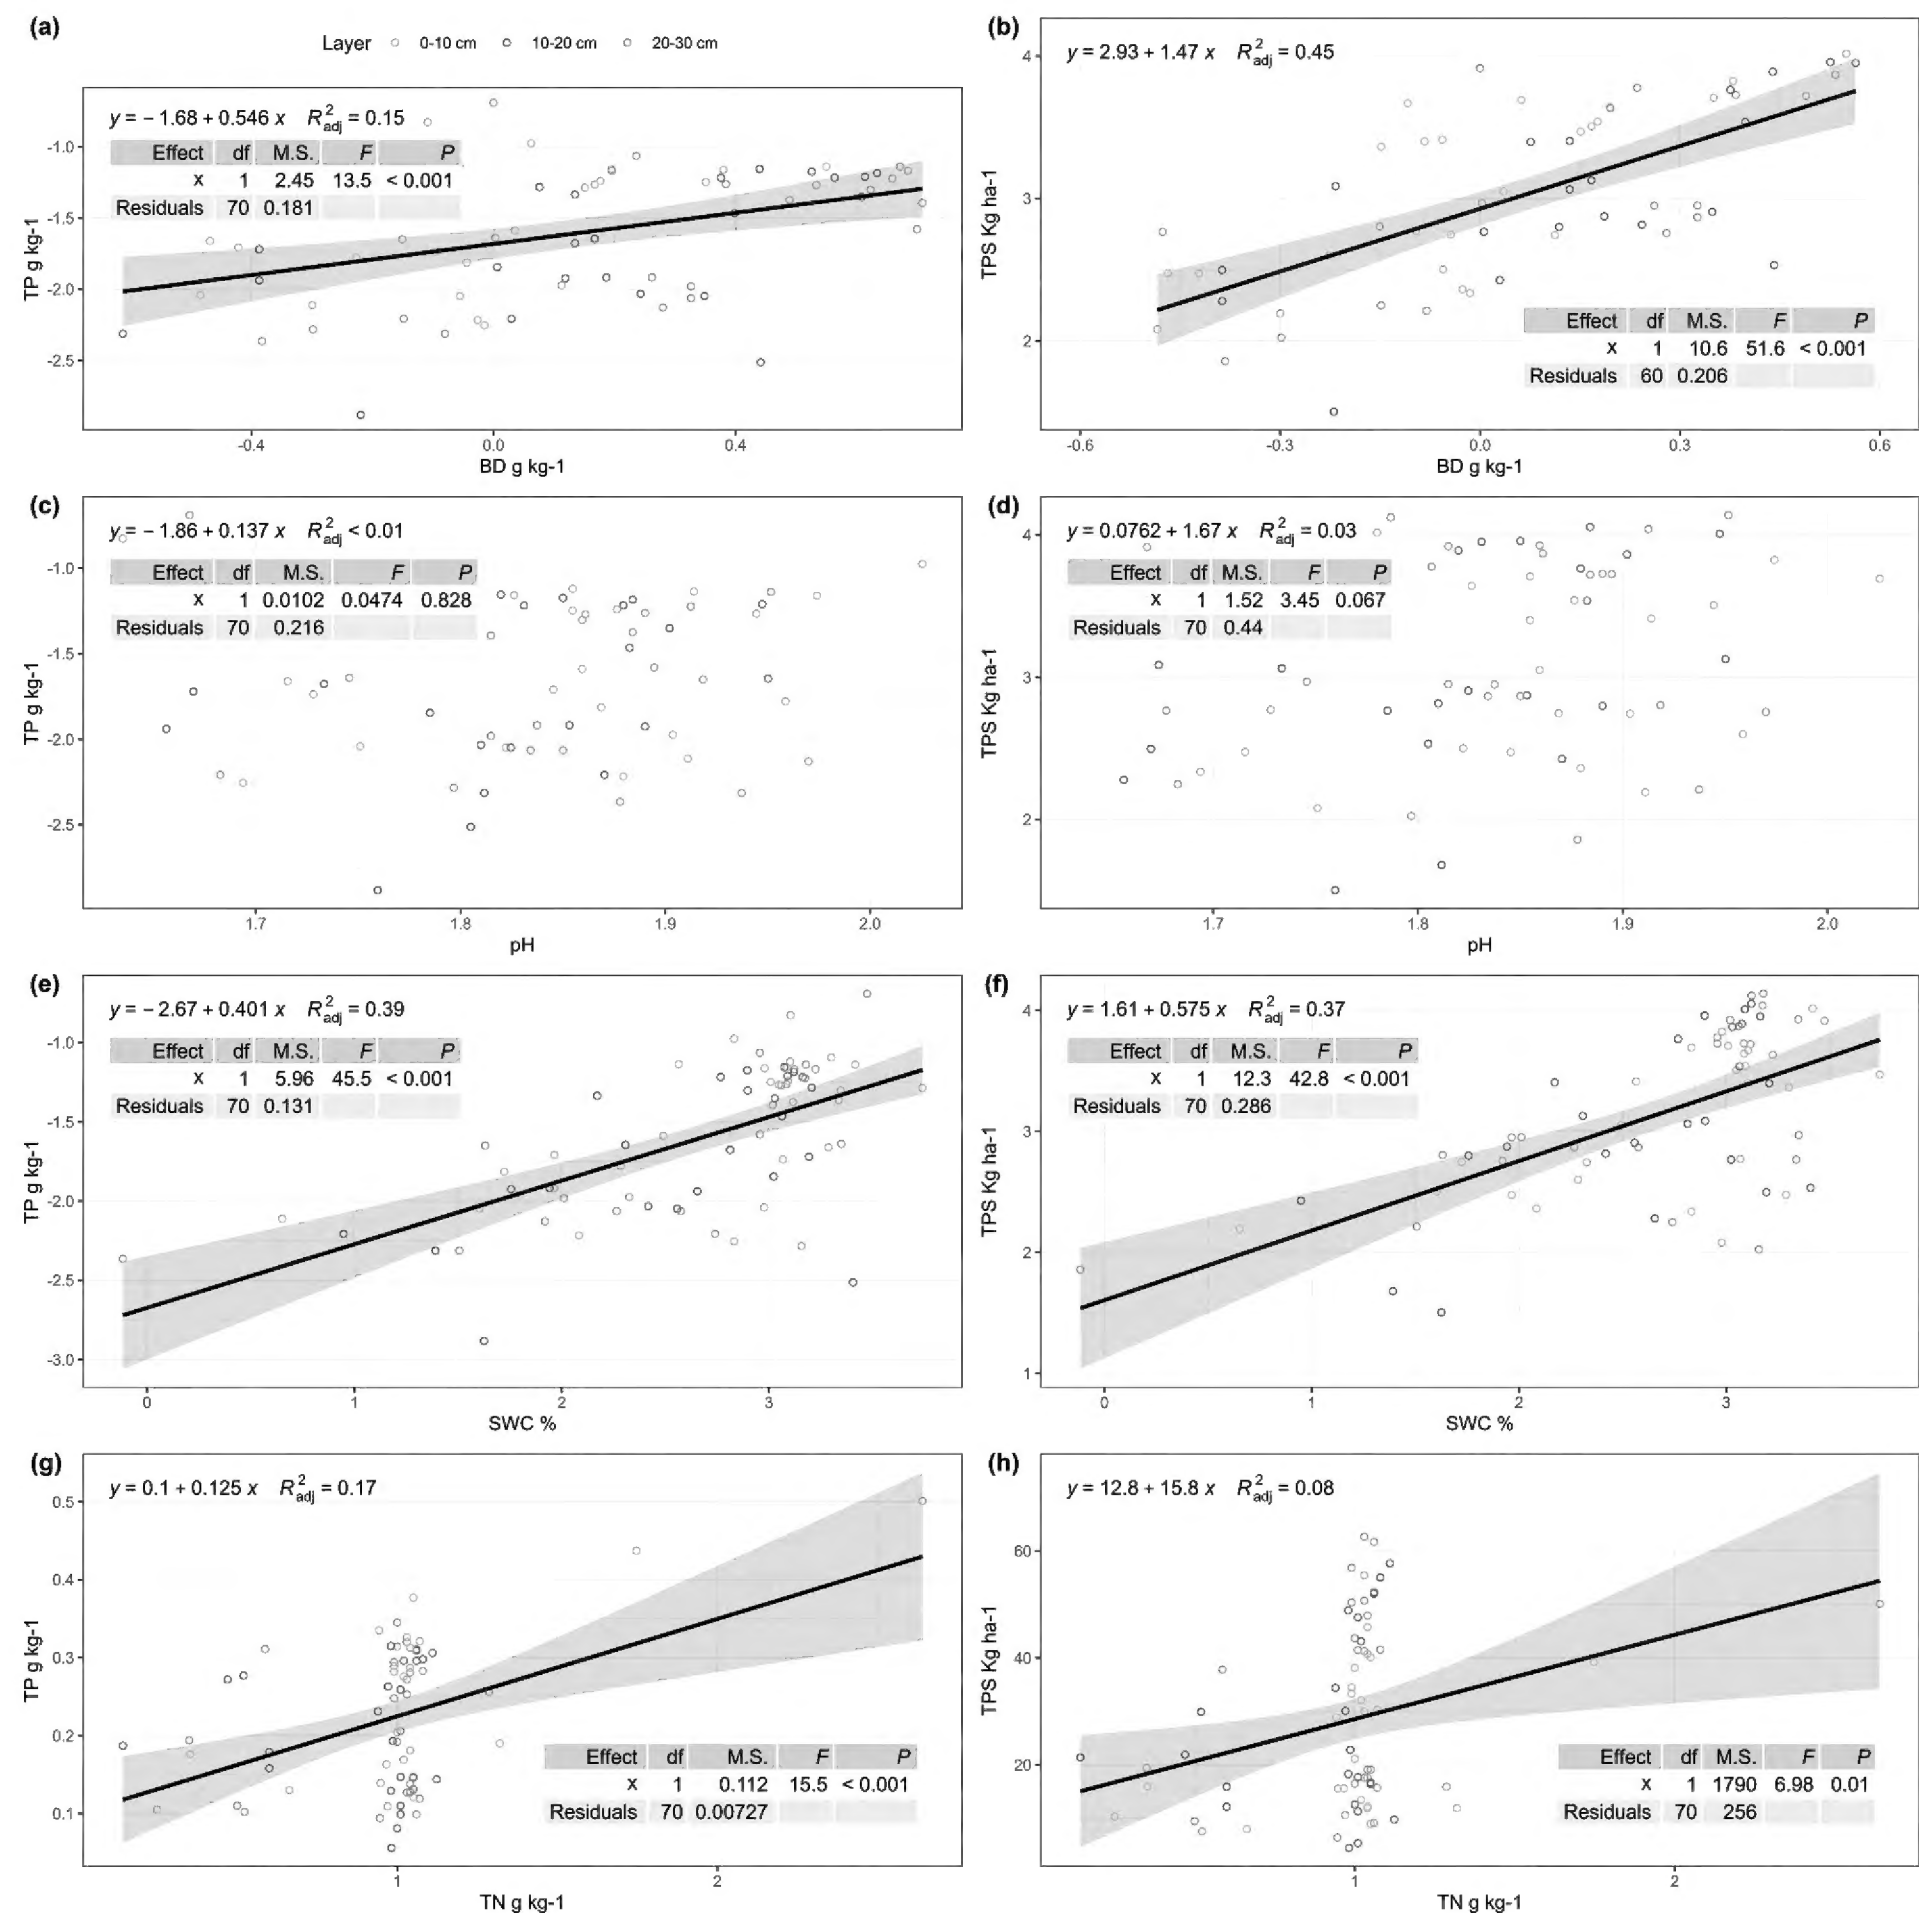 (a)
Layer 0-10 cm 10-20 cm 20-30 cm
y = − 1.68 + 0.546 x R²adj = 0.15
Effect df M.S. F P
x 1 2.45 13.5 < 0.001
Residuals 70 0.181
-1.0
-1.5
-2.0
-2.5
TP g kg-1
-0.4 0.0 0.4
BD g kg-1
(b)
y = 2.93 + 1.47 x R²adj = 0.45
4
3
2
TPS Kg ha-1
Effect df M.S. F P
x 1 10.6 51.6 < 0.001
Residuals 60 0.206
-0.6 -0.3 0.0 0.3 0.6
BD g kg-1
(c)
y = − 1.86 + 0.137 x R²adj < 0.01
Effect df M.S. F P
x 1 0.0102 0.0474 0.828
Residuals 70 0.216
-1.0
-1.5
-2.0
-2.5
TP g kg-1
1.7 1.8 1.9 2.0
pH
(d)
y = 0.0762 + 1.67 x R²adj = 0.03
Effect df M.S. F P
x 1 1.52 3.45 0.067
Residuals 70 0.44
4
3
2
TPS Kg ha-1
1.7 1.8 1.9 2.0
pH
(e)
y = − 2.67 + 0.401 x R²adj = 0.39
Effect df M.S. F P
x 1 5.96 45.5 < 0.001
Residuals 70 0.131
-1.0
-1.5
-2.0
-2.5
-3.0
TP g kg-1
0 1 2 3
SWC %
(f)
y = 1.61 + 0.575 x R²adj = 0.37
Effect df M.S. F P
x 1 12.3 42.8 < 0.001
Residuals 70 0.286
4
3
2
1
TPS Kg ha-1
0 1 2 3
SWC %
(g)
y = 0.1 + 0.125 x R²adj = 0.17
0.5
0.4
0.3
0.2
0.1
TP g kg-1
Effect df M.S. F P
x 1 0.112 15.5 < 0.001
Residuals 70 0.00727
1 2
TN g kg-1
(h)
y = 12.8 + 15.8 x R²adj = 0.08
60
40
20
TPS Kg ha-1
Effect df M.S. F P
x 1 1790 6.98 0.01
Residuals 70 256
1 2
TN g kg-1